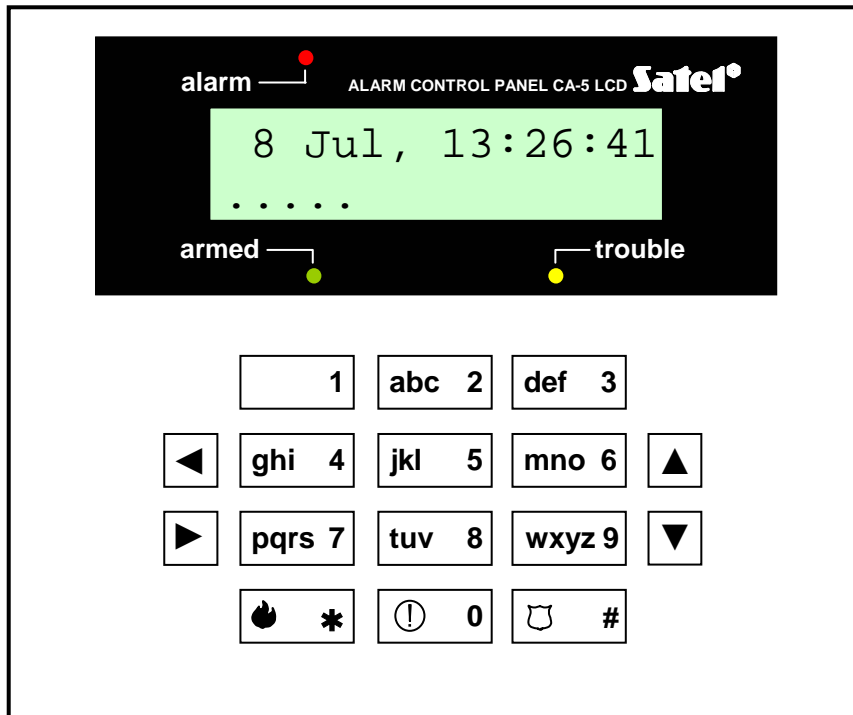 alarm
ALARM CONTROL PANEL CA-5 LCD Satel®
8 Jul, 13:26:41
.....
armed
trouble
1
abc 2
def 3
ghi 4
jkl 5
mno 6
pqrs 7
tuv 8
wxyz 9
*
! 0
#